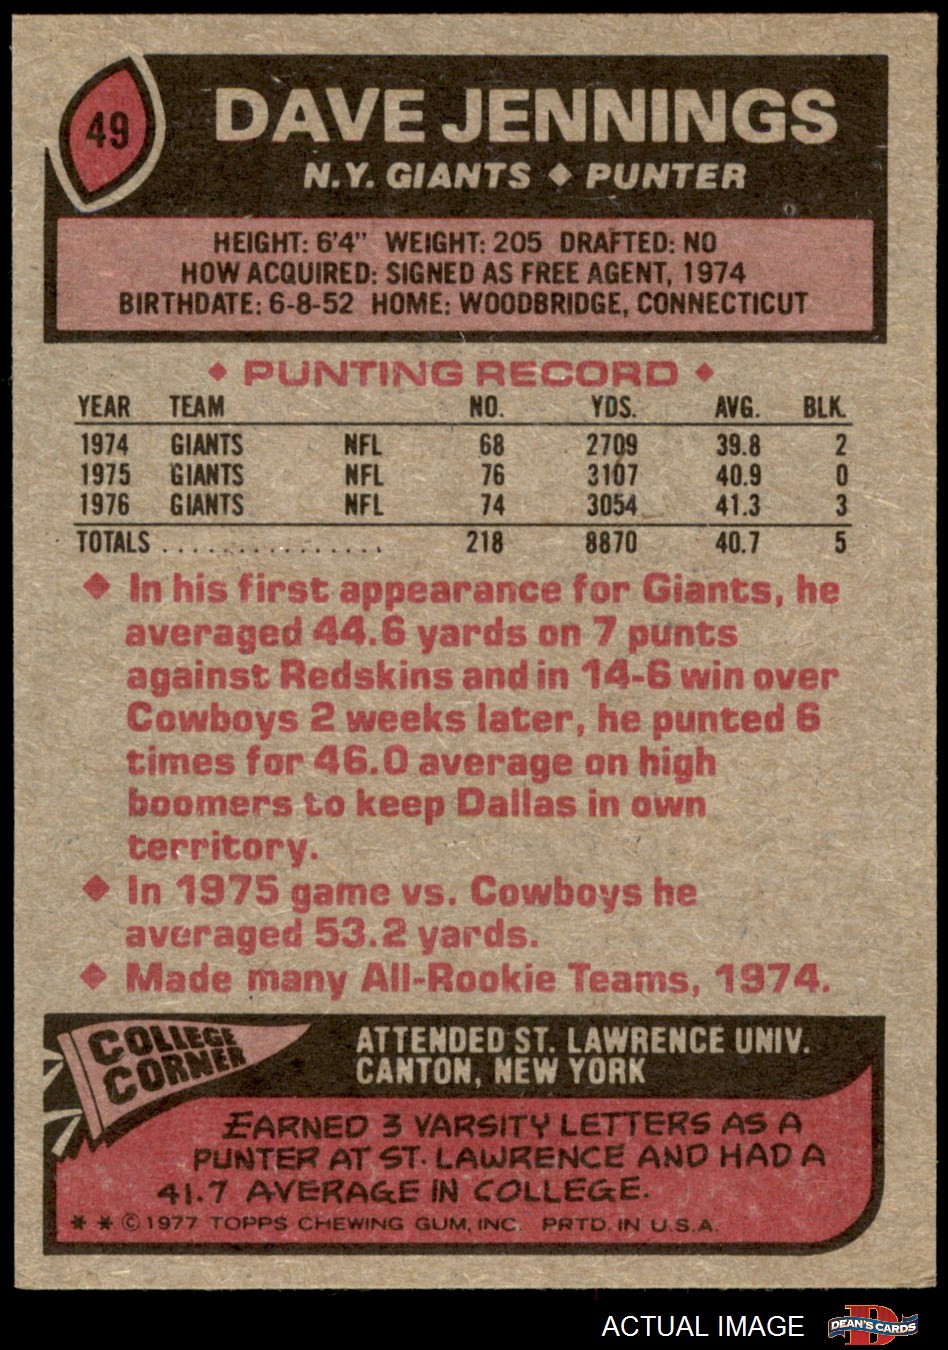 49
DAVE JENNINGS
N.Y. GIANTS ♦ PUNTER
HEIGHT: 6'4" WEIGHT: 205 DRAFTED: NO
HOW ACQUIRED: SIGNED AS FREE AGENT, 1974
BIRTHDATE: 6-8-52 HOME: WOODBRIDGE, CONNECTICUT
♦ PUNTING RECORD ♦
YEAR TEAM NO. YDS. AVG. BLK.
1974 GIANTS NFL 68 2709 39.8 2
1975 GIANTS NFL 76 3107 40.9 0
1976 GIANTS NFL 74 3054 41.3 3
TOTALS ................ 218 8870 40.7 5
♦ In his first appearance for Giants, he
averaged 44.6 yards on 7 punts
against Redskins and in 14-6 win over
Cowboys 2 weeks later, he punted 6
times for 46.0 average on high
boomers to keep Dallas in own
territory.
♦ In 1975 game vs. Cowboys he
averaged 53.2 yards.
♦ Made many All-Rookie Teams, 1974.
COLLEGE
CORNER
ATTENDED ST. LAWRENCE UNIV.
CANTON, NEW YORK
EARNED 3 VARSITY LETTERS AS A
PUNTER AT ST. LAWRENCE AND HAD A
41.7 AVERAGE IN COLLEGE.
* * © 1977 TOPPS CHEWING GUM, INC. PRTD. IN U.S.A.
ACTUAL IMAGE
D
DEAN'S CARDS